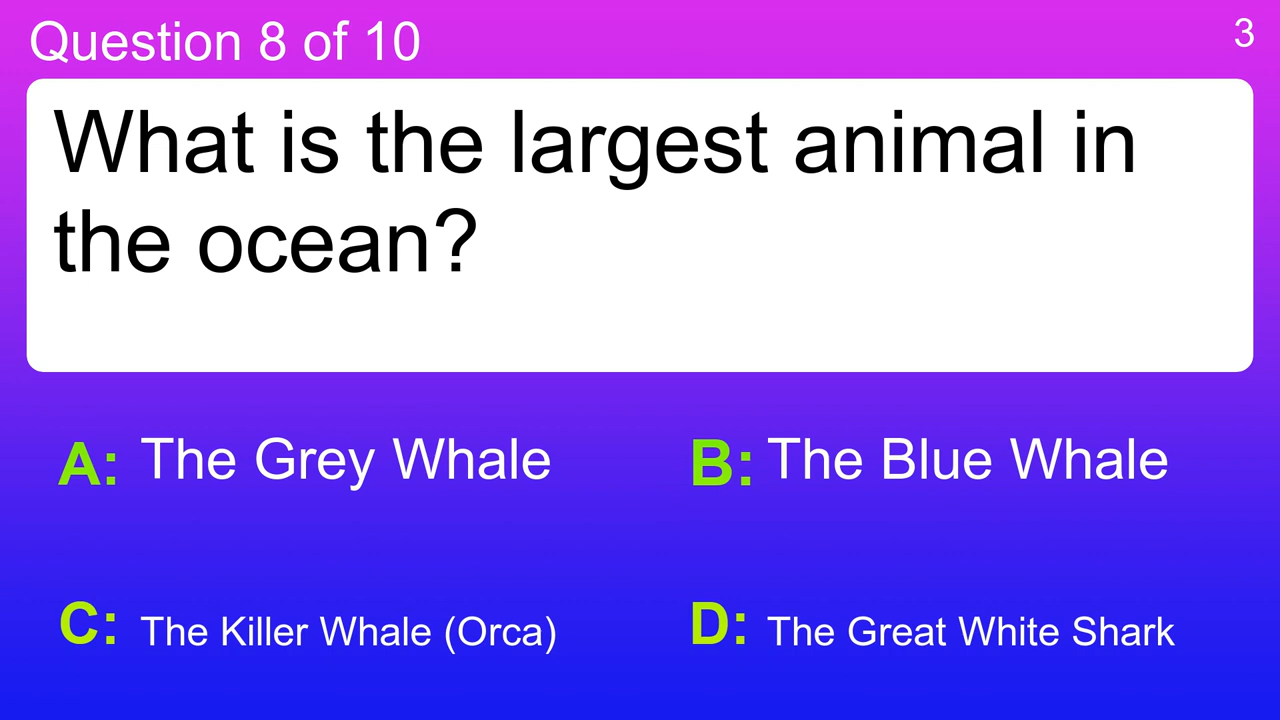 Question 8 of 10
3
What is the largest animal in
the ocean?
A: The Grey Whale
B: The Blue Whale
C: The Killer Whale (Orca)
D: The Great White Shark